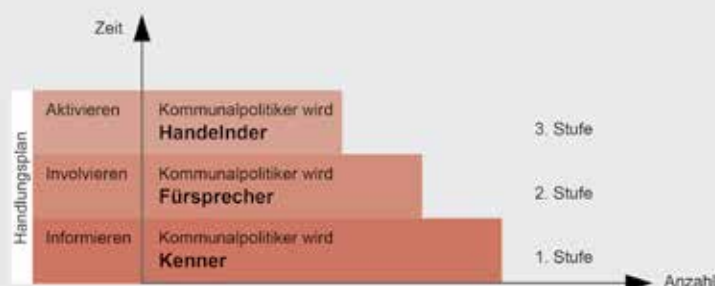 Zeit
Handlungsplan
Aktivieren
Kommunalpolitiker wird
Handelnder
3. Stufe
Involvieren
Kommunalpolitiker wird
Fürsprecher
2. Stufe
Informieren
Kommunalpolitiker wird
Kenner
1. Stufe
Anzahl